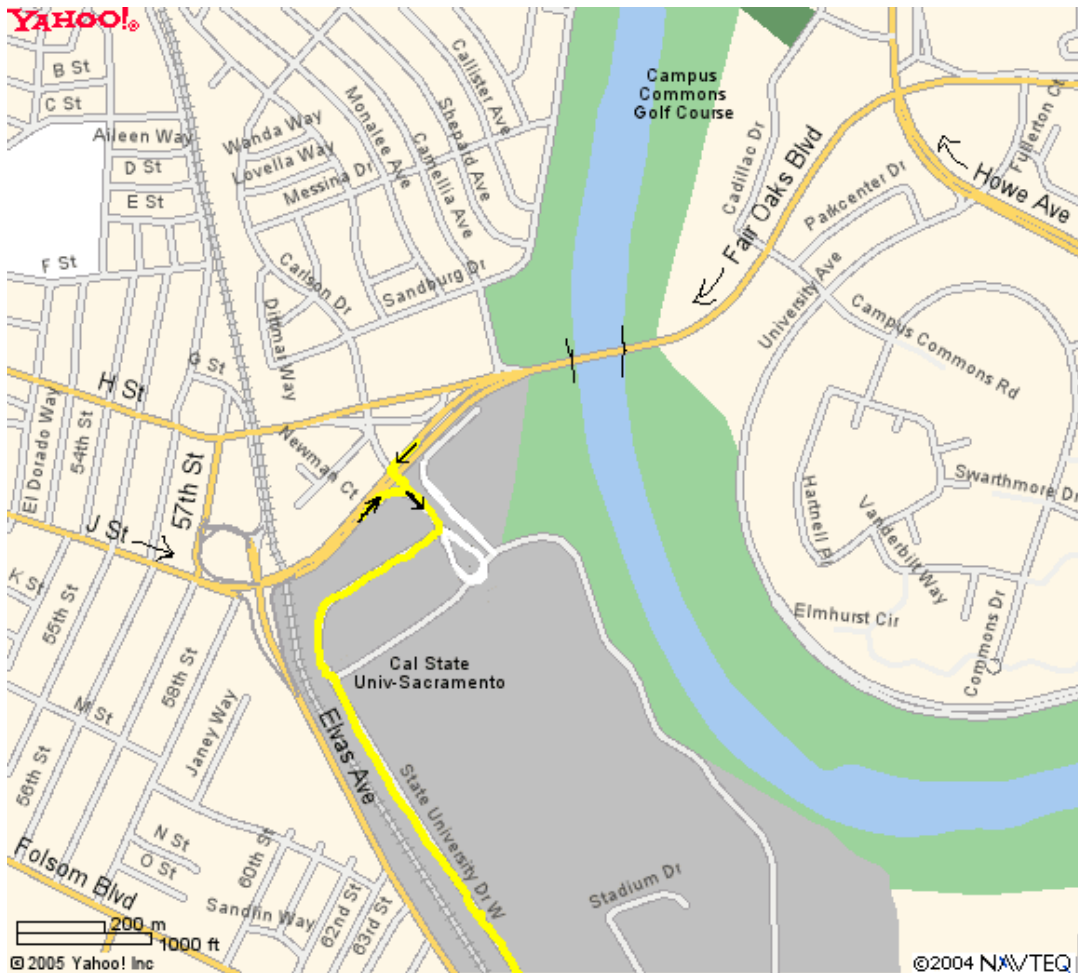 YAHOO!®
B St
C St
Aileen Way
D St
E St
F St
Wanda Way
Lovella Way
Messina Dr
Monalee Ave
Camellia Ave
Shepard Ave
Callister Ave
Campus
Commons
Golf Course
Cadillac Dr
Fair Oaks Blvd
Parkcenter Dr
Fullerton Ct
Howe Ave
University Ave
Campus Commons Rd
Carlson Dr
Sandburg Dr
Dittmar Way
G St
H St
El Dorado Way
54th St
57th St
Newman Ct
J St
K St
55th St
58th St
M St
56th St
Janey Way
Hartnell Pl
Swarthmore Dr
Vanderbilt Way
Elmhurst Cir
Commons Dr
Cal State
Univ-Sacramento
Elvas Ave
State University Dr W
Stadium Dr
N St
O St
60th St
Folsom Blvd
Sandlin Way
62nd St
63rd St
200 m
1000 ft
© 2005 Yahoo! Inc
©2004 NAVTEQ